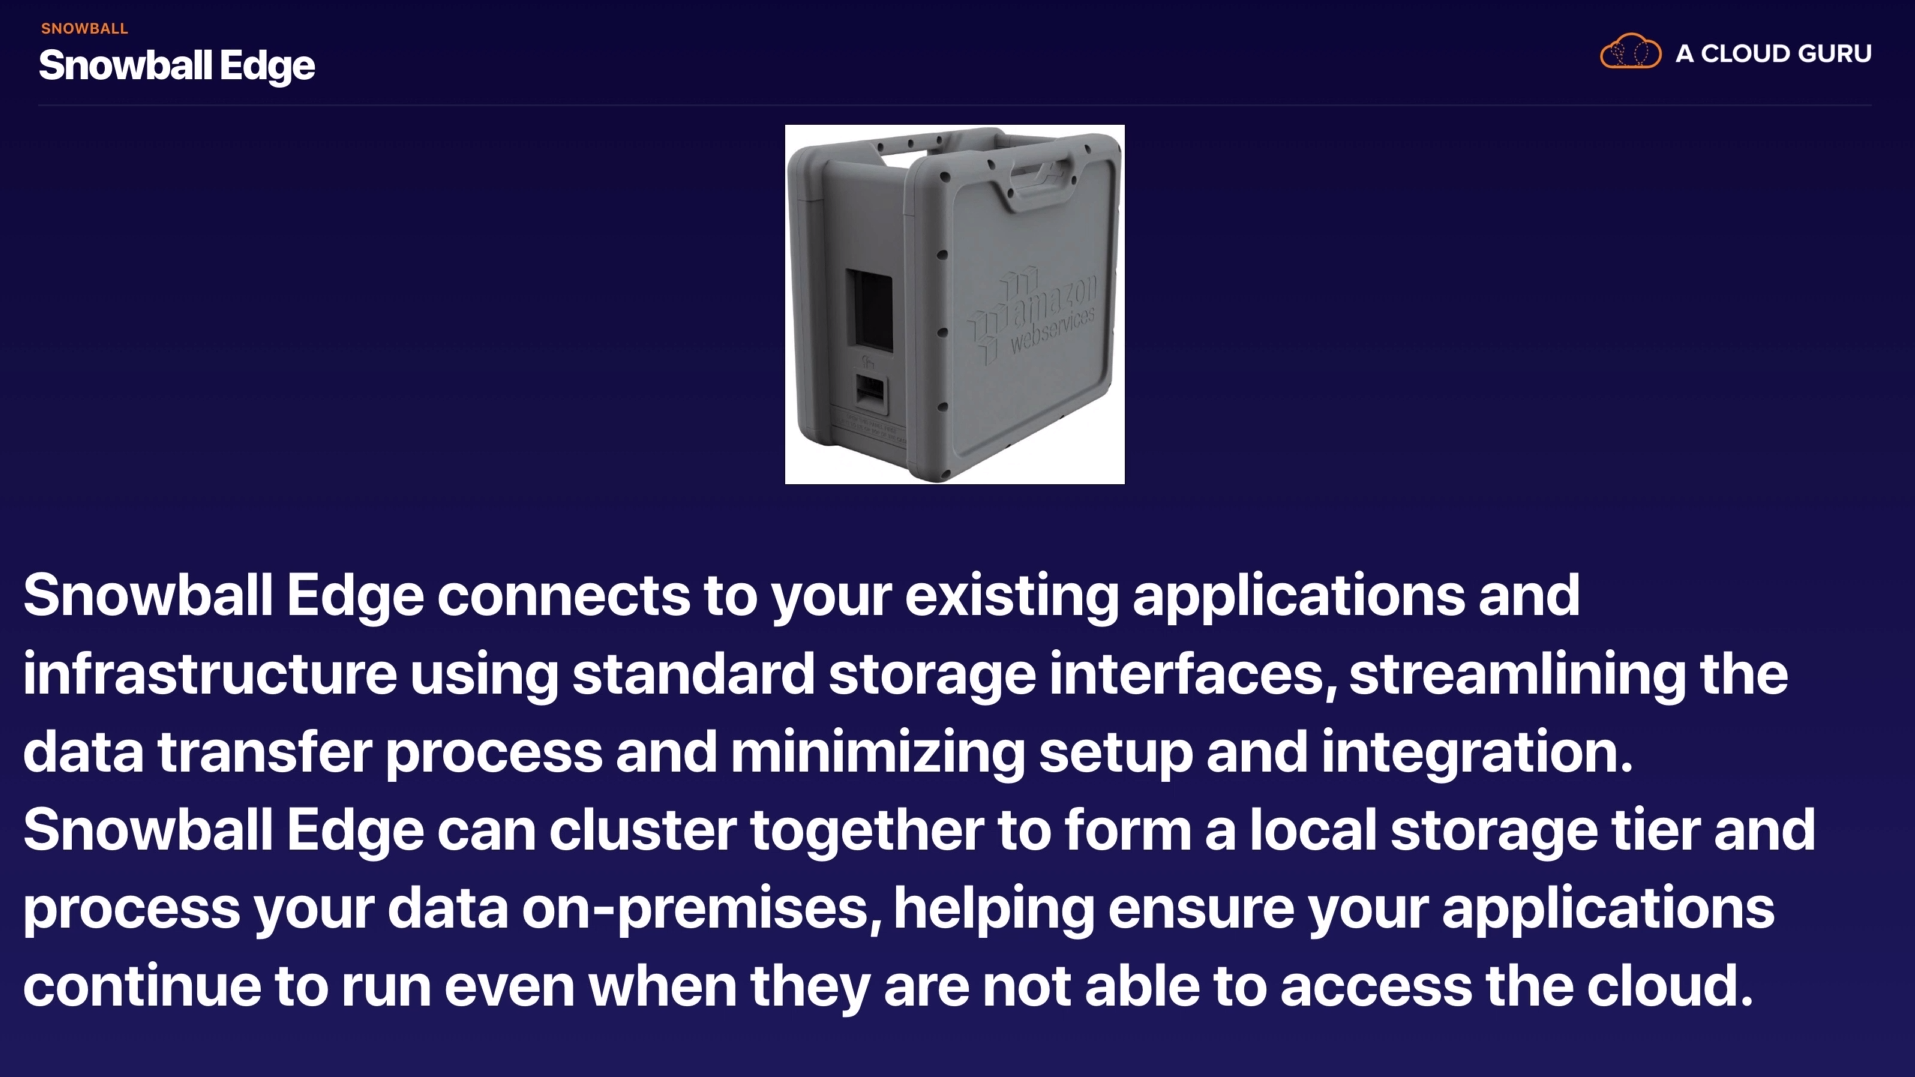 SNOWBALL
Snowball Edge
A CLOUD GURU
amazon
webservices
Snowball Edge connects to your existing applications and
infrastructure using standard storage interfaces, streamlining the
data transfer process and minimizing setup and integration.
Snowball Edge can cluster together to form a local storage tier and
process your data on-premises, helping ensure your applications
continue to run even when they are not able to access the cloud.